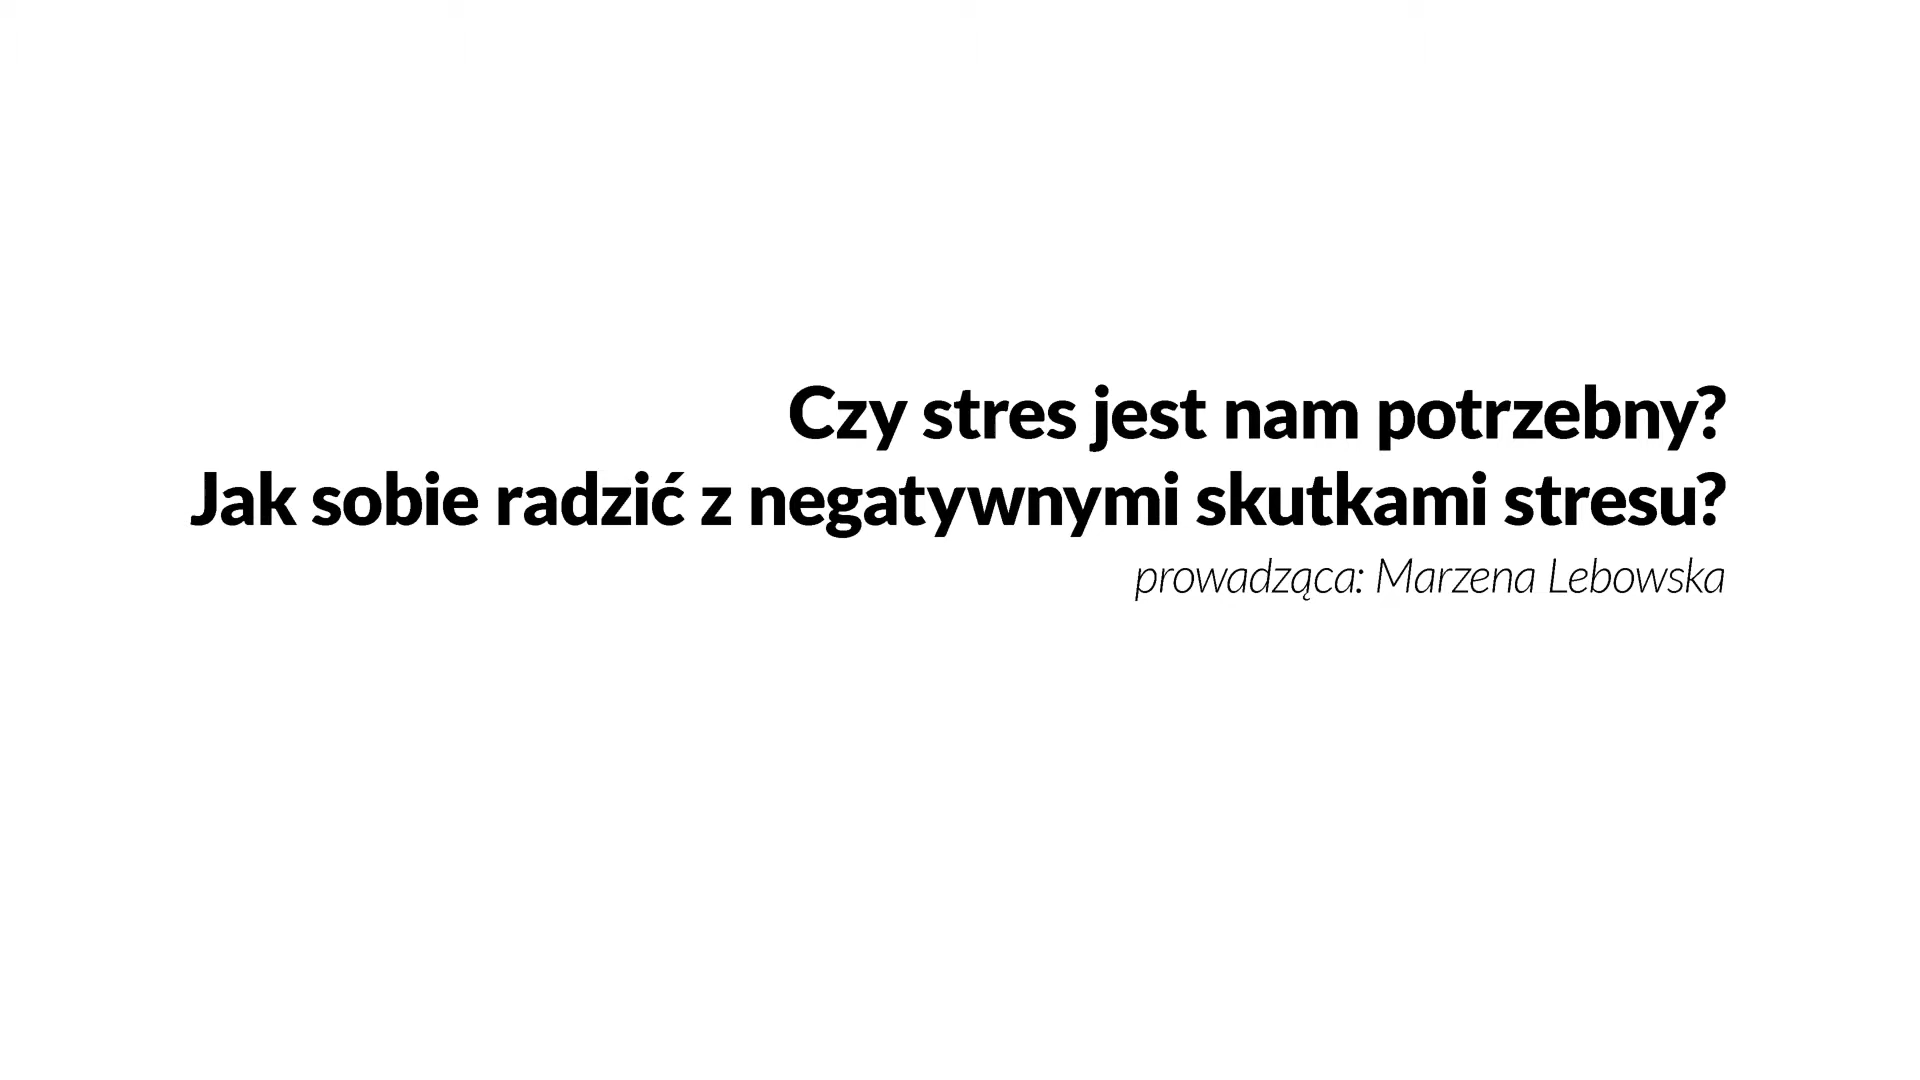 Czy stres jest nam potrzebny?
Jak sobie radzić z negatywnymi skutkami stresu?
prowadząca: Marzena Lebowska